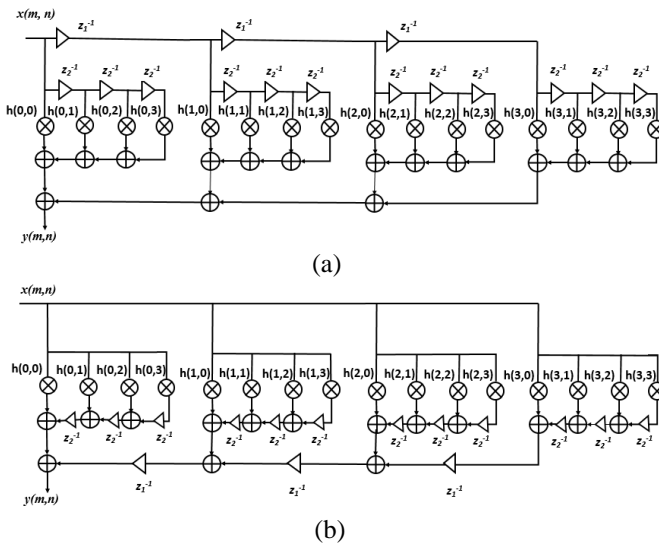 x(m, n)
z₁⁻¹ z₁⁻¹ z₁⁻¹
z₂⁻¹ z₂⁻¹ z₂⁻¹ z₂⁻¹ z₂⁻¹ z₂⁻¹ z₂⁻¹ z₂⁻¹ z₂⁻¹ z₂⁻¹ z₂⁻¹ z₂⁻¹
h(0,0) h(0,1) h(0,2) h(0,3) h(1,0) h(1,1) h(1,2) h(1,3) h(2,0) h(2,1) h(2,2) h(2,3) h(3,0) h(3,1) h(3,2) h(3,3)
y(m,n)
(a)
x(m,n)
h(0,0) h(0,1) h(0,2) h(0,3) h(1,0) h(1,1) h(1,2) h(1,3) h(2,0) h(2,1) h(2,2) h(2,3) h(3,0) h(3,1) h(3,2) h(3,3)
z₂⁻¹ z₂⁻¹ z₂⁻¹ z₂⁻¹ z₂⁻¹ z₂⁻¹ z₂⁻¹ z₂⁻¹ z₂⁻¹ z₂⁻¹ z₂⁻¹ z₂⁻¹
z₁⁻¹ z₁⁻¹ z₁⁻¹
y(m,n)
(b)